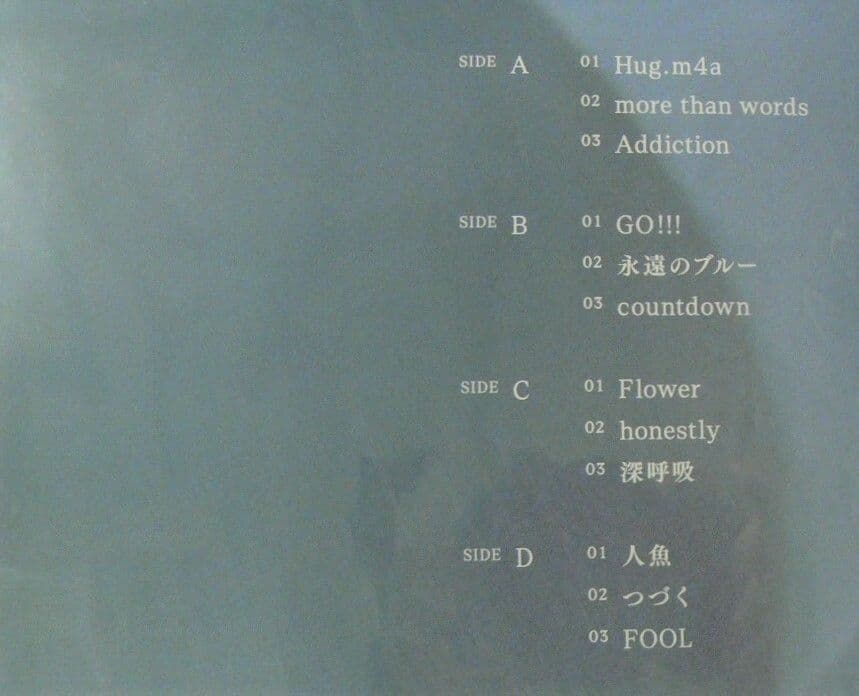 SIDE A 01 Hug.m4a
02 more than words
03 Addiction
SIDE B 01 GO!!!
02 永遠のブルー
03 countdown
SIDE C 01 Flower
02 honestly
03 深呼吸
SIDE D 01 人魚
02 つづく
03 FOOL